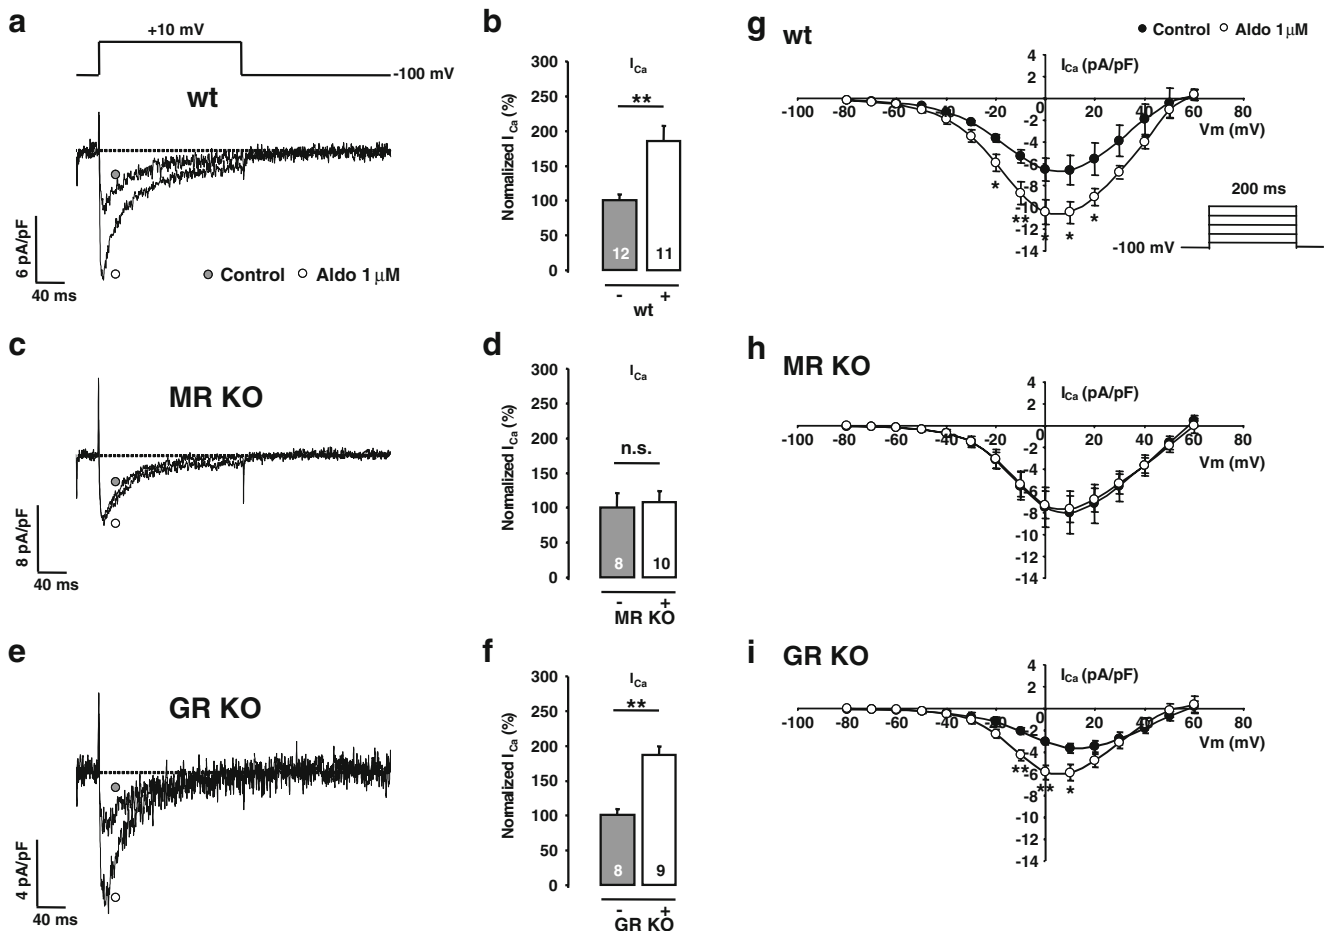 a
+10 mV
-100 mV
wt
6 pA/pF
40 ms
Control
Aldo 1 µM
b
I_Ca
Normalized I_Ca (%)
300
250
200
150
100
50
0
**
12
11
- +
wt
c
MR KO
8 pA/pF
40 ms
d
I_Ca
Normalized I_Ca (%)
300
250
200
150
100
50
0
n.s.
8
10
- +
MR KO
e
GR KO
4 pA/pF
40 ms
f
I_Ca
Normalized I_Ca (%)
300
250
200
150
100
50
0
**
8
9
- +
GR KO
g
wt
Control
Aldo 1 µM
I_Ca (pA/pF)
4
2
0
-2
-4
-6
-8
-10
-12
-14
-100 -80 -60 -40 -20 20 40 60 80
Vm (mV)
*
**
*
*
*
200 ms
-100 mV
h
MR KO
I_Ca (pA/pF)
4
2
0
-2
-4
-6
-8
-10
-12
-14
-100 -80 -60 -40 -20 20 40 60 80
Vm (mV)
i
GR KO
I_Ca (pA/pF)
4
2
0
-2
-4
-6
-8
-10
-12
-14
-100 -80 -60 -40 -20 20 40 60 80
Vm (mV)
**
**
*